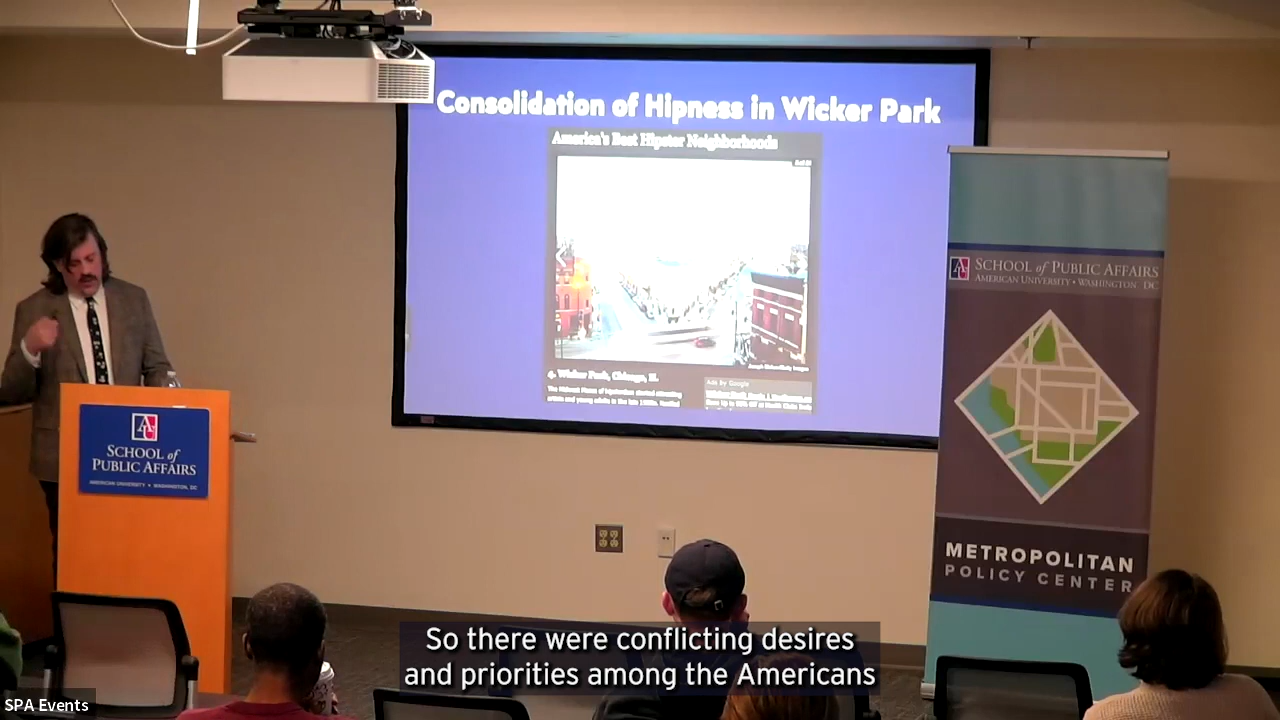 Consolidation of Hipness in Wicker Park
America's Best Hipster Neighborhoods
4. Wicker Park, Chicago, IL
Ads by Google
SCHOOL of PUBLIC AFFAIRS
AMERICAN UNIVERSITY • WASHINGTON DC
SCHOOL of
PUBLIC AFFAIRS
AMERICAN UNIVERSITY • WASHINGTON, DC
METROPOLITAN
POLICY CENTER
So there were conflicting desires
and priorities among the Americans
SPA Events